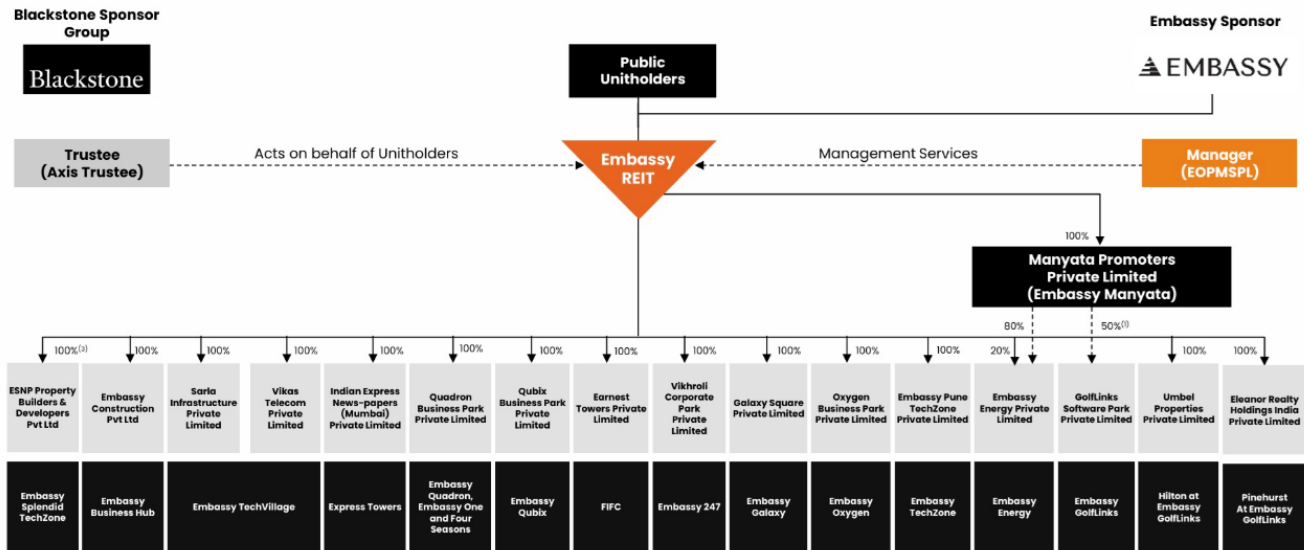 Blackstone Sponsor
Group
Blackstone
Public
Unitholders
Embassy Sponsor
EMBASSY
Trustee
(Axis Trustee)
Acts on behalf of Unitholders
Embassy
REIT
Management Services
Manager
(EOPMSPL)
100%
Manyata Promoters
Private Limited
(Embassy Manyata)
80%
50%(1)
100%(3)
100%
100%
100%
100%
100%
100%
100%
100%
100%
100%
100%
20%
100%
100%
ESNP Property
Builders &
Developers
Pvt Ltd
Embassy
Construction
Pvt Ltd
Sarla
Infrastructure
Private
Limited
Vikas
Telecom
Private
Limited
Indian Express
News-papers
(Mumbai)
Private Limited
Quadron
Business Park
Private Limited
Qubix
Business Park
Private
Limited
Earnest
Towers Private
Limited
Vikhroli
Corporate
Park
Private
Limited
Galaxy Square
Private Limited
Oxygen
Business Park
Private Limited
Embassy Pune
TechZone
Private Limited
Embassy
Energy Private
Limited
GolfLinks
Software Park
Private Limited
Umbel
Properties
Private Limited
Eleanor Realty
Holdings India
Private Limited
Embassy
Splendid
TechZone
Embassy
Business Hub
Embassy TechVillage
Express Towers
Embassy
Quadron,
Embassy One
and Four
Seasons
Embassy
Qubix
FIFC
Embassy 247
Embassy
Galaxy
Embassy
Oxygen
Embassy
TechZone
Embassy
Energy
Embassy
GolfLinks
Hilton at
Embassy
GolfLinks
Pinehurst
At Embassy
GolfLinks